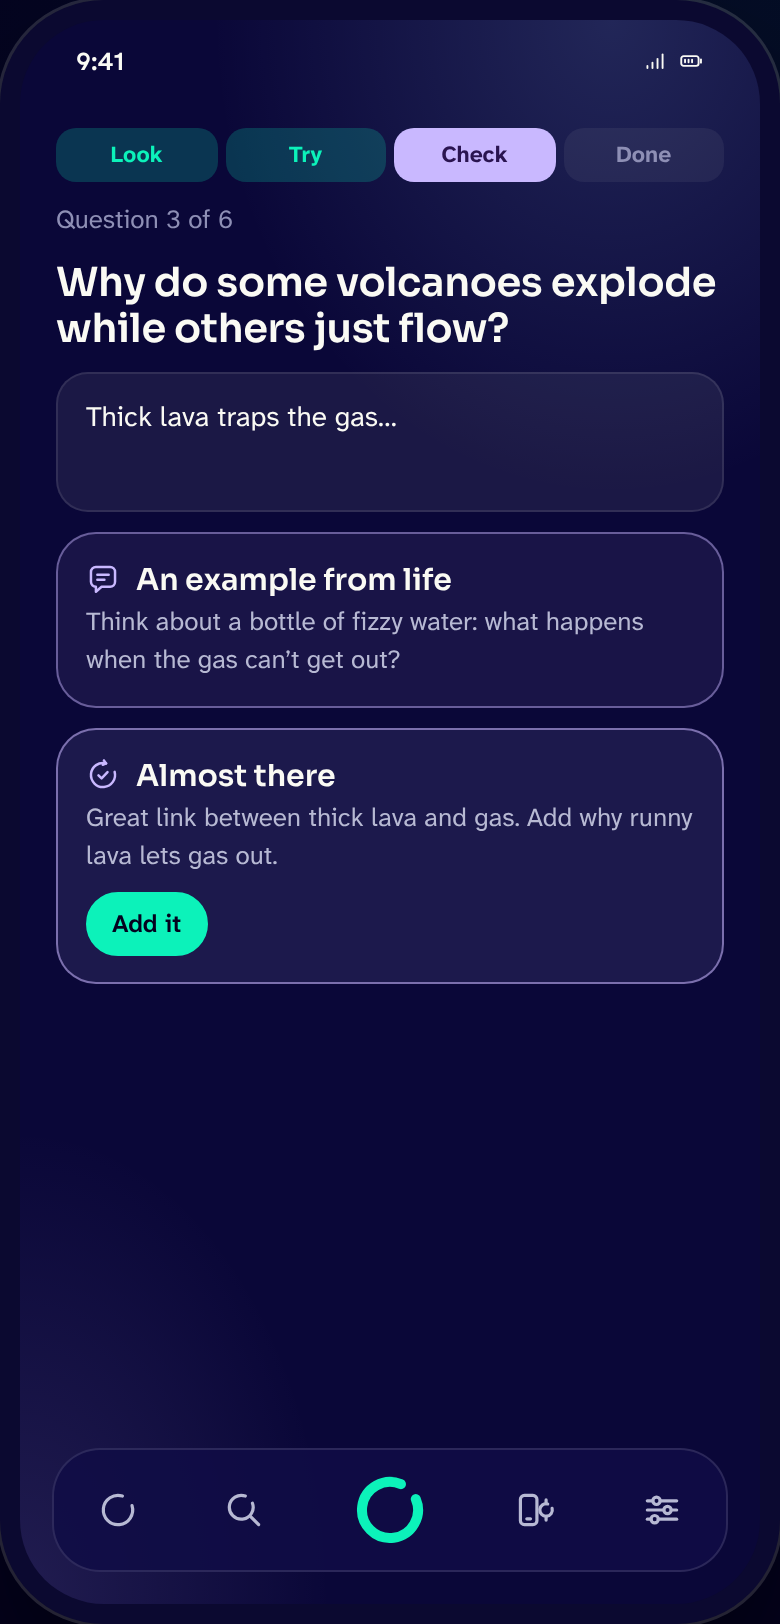 9:41
Look Try Check Done
Question 3 of 6
Why do some volcanoes explode
while others just flow?
Thick lava traps the gas...
An example from life
Think about a bottle of fizzy water: what happens
when the gas can’t get out?
Almost there
Great link between thick lava and gas. Add why runny
lava lets gas out.
Add it